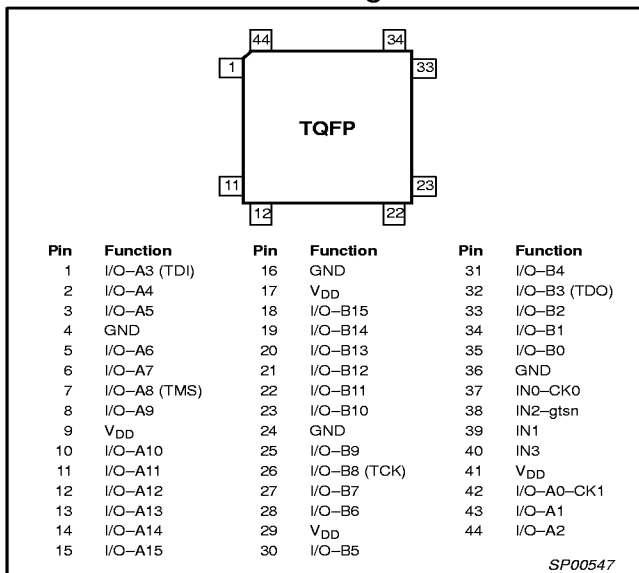 44 34
1 33
TQFP
11 23
12 22
Pin Function Pin Function Pin Function
1 I/O–A3 (TDI) 16 GND 31 I/O–B4
2 I/O–A4 17 VDD 32 I/O–B3 (TDO)
3 I/O–A5 18 I/O–B15 33 I/O–B2
4 GND 19 I/O–B14 34 I/O–B1
5 I/O–A6 20 I/O–B13 35 I/O–B0
6 I/O–A7 21 I/O–B12 36 GND
7 I/O–A8 (TMS) 22 I/O–B11 37 IN0–CK0
8 I/O–A9 23 I/O–B10 38 IN2–gtsn
9 VDD 24 GND 39 IN1
10 I/O–A10 25 I/O–B9 40 IN3
11 I/O–A11 26 I/O–B8 (TCK) 41 VDD
12 I/O–A12 27 I/O–B7 42 I/O–A0–CK1
13 I/O–A13 28 I/O–B6 43 I/O–A1
14 I/O–A14 29 VDD 44 I/O–A2
15 I/O–A15 30 I/O–B5
SP00547